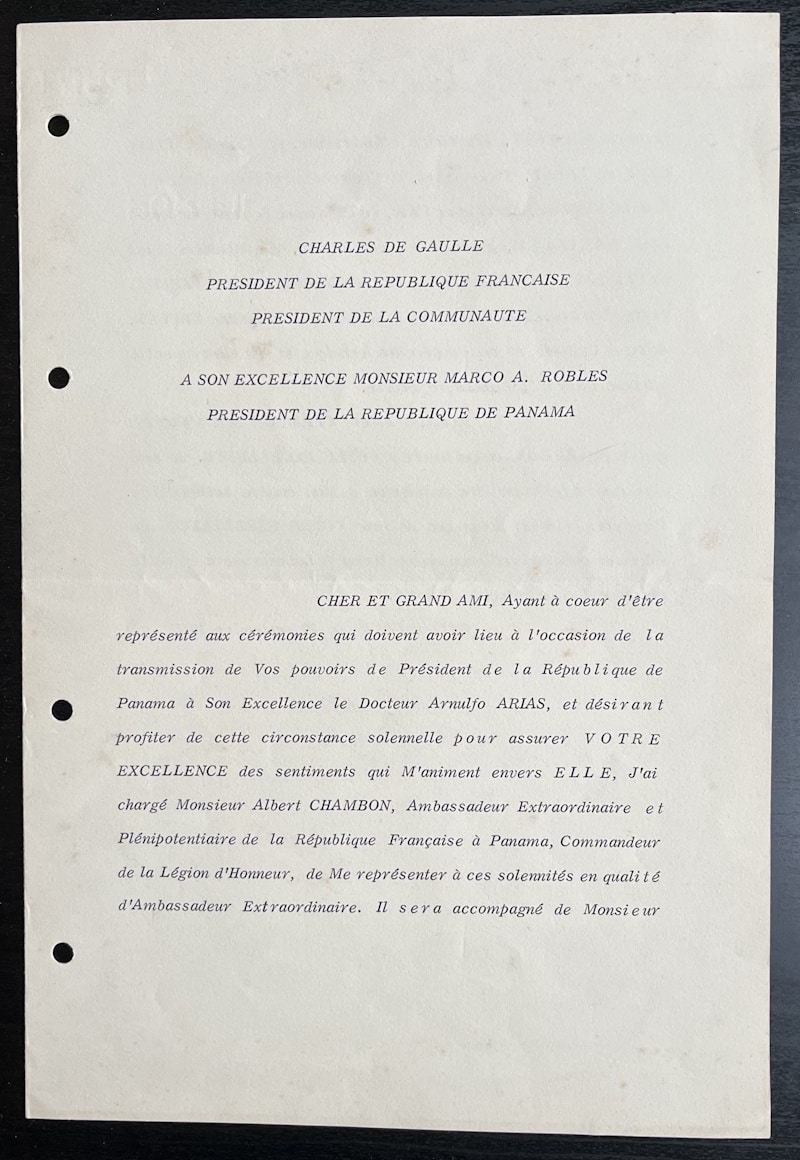 CHARLES DE GAULLE
PRESIDENT DE LA REPUBLIQUE FRANCAISE
PRESIDENT DE LA COMMUNAUTE
A SON EXCELLENCE MONSIEUR MARCO A. ROBLES
PRESIDENT DE LA REPUBLIQUE DE PANAMA
CHER ET GRAND AMI, Ayant à coeur d'être
représenté aux cérémonies qui doivent avoir lieu à l'occasion de la
transmission de Vos pouvoirs de Président de la République de
Panama à Son Excellence le Docteur Arnulfo ARIAS, et désirant
profiter de cette circonstance solennelle pour assurer VOTRE
EXCELLENCE des sentiments qui M'animent envers ELLE, J'ai
chargé Monsieur Albert CHAMBON, Ambassadeur Extraordinaire et
Plénipotentiaire de la République Française à Panama, Commandeur
de la Légion d'Honneur, de Me représenter à ces solennités en qualité
d'Ambassadeur Extraordinaire. Il sera accompagné de Monsieur